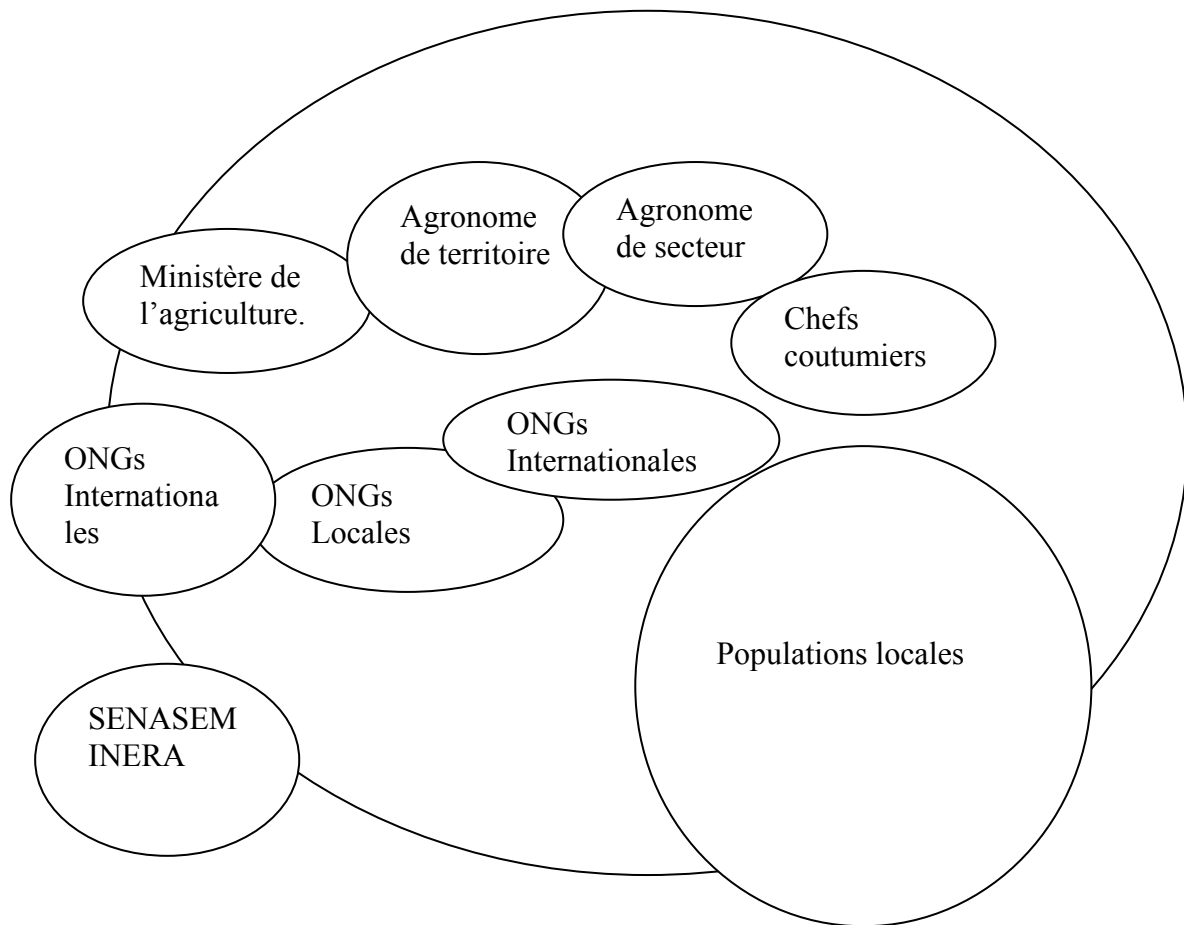 Agronome
de territoire
Agronome
de secteur
Ministère de
l’agriculture.
Chefs
coutumiers
ONGs
Internationa
les
ONGs
Locales
ONGs
Internationales
Populations locales
SENASEM
INERA